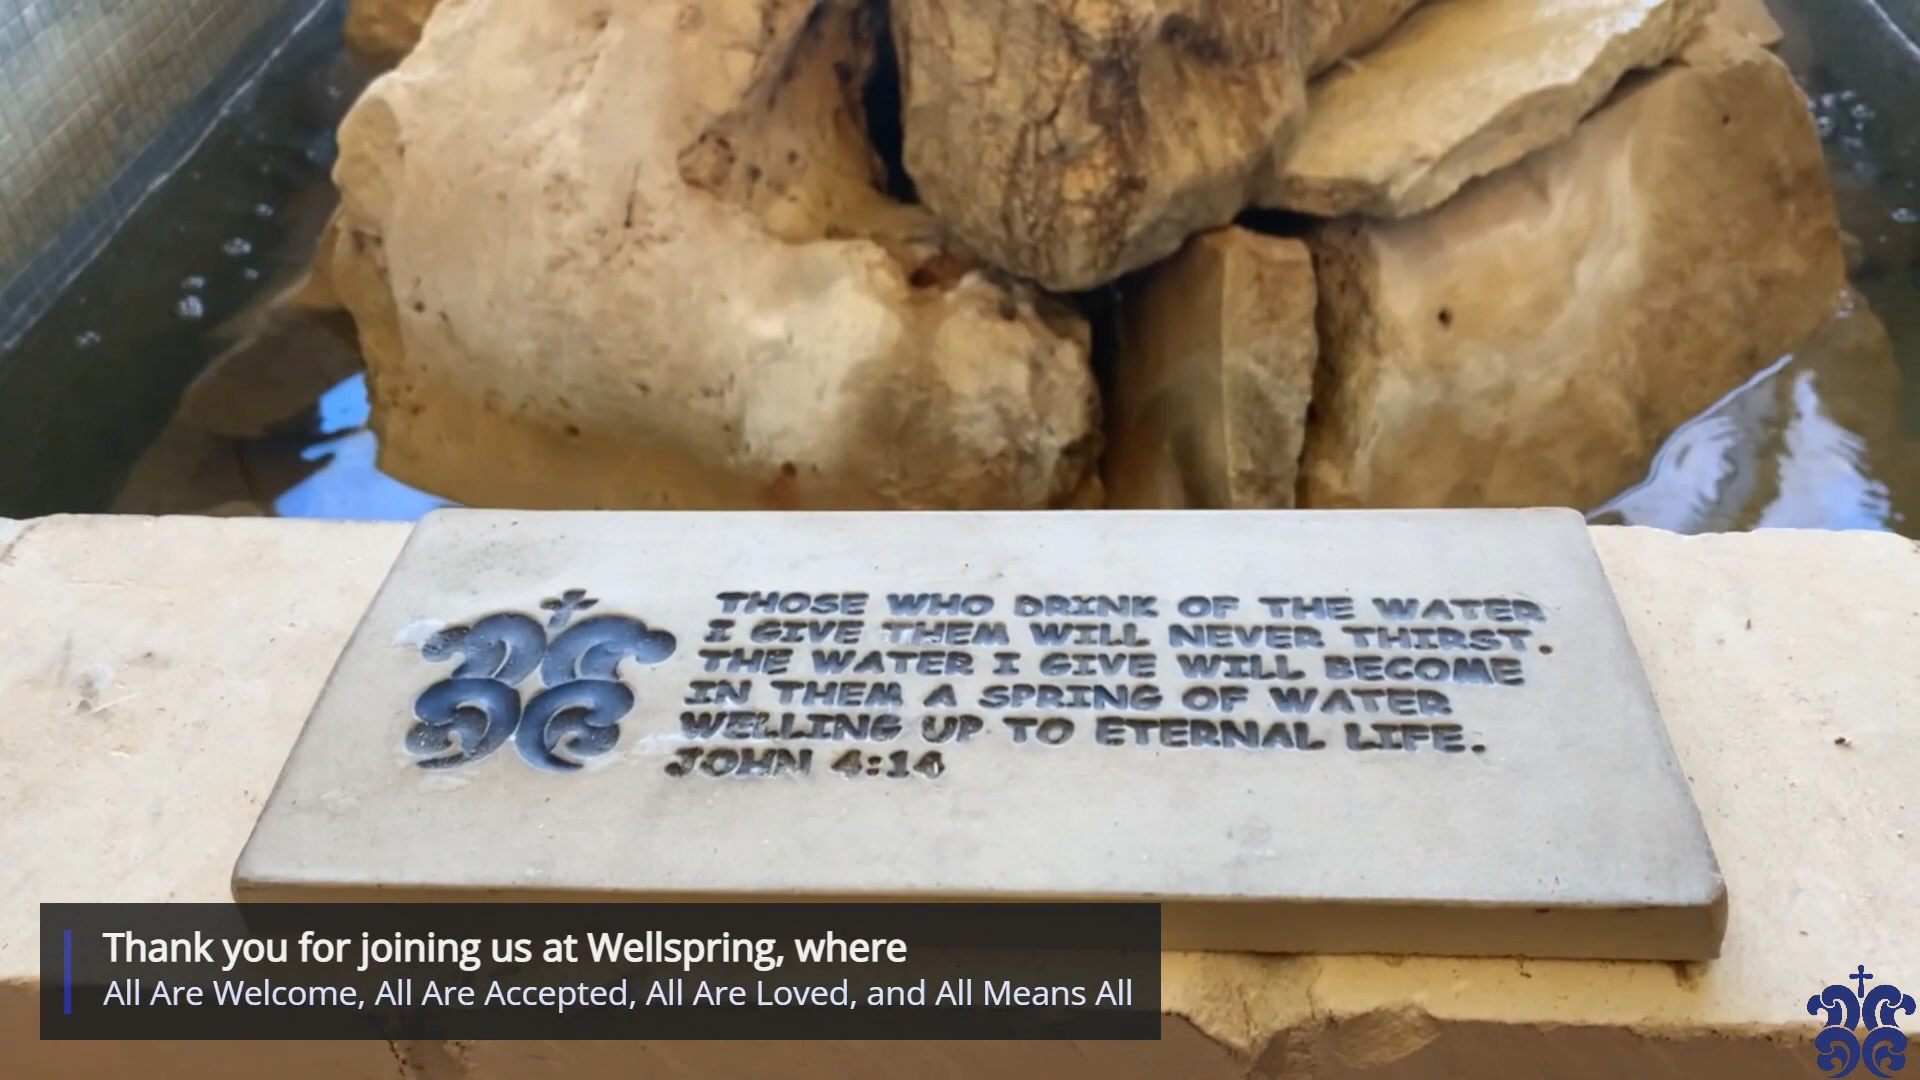 THOSE WHO DRINK OF THE WATER
I GIVE THEM WILL NEVER THIRST.
THE WATER I GIVE WILL BECOME
IN THEM A SPRING OF WATER
WELLING UP TO ETERNAL LIFE.
JOHN 4:14
Thank you for joining us at Wellspring, where
All Are Welcome, All Are Accepted, All Are Loved, and All Means All